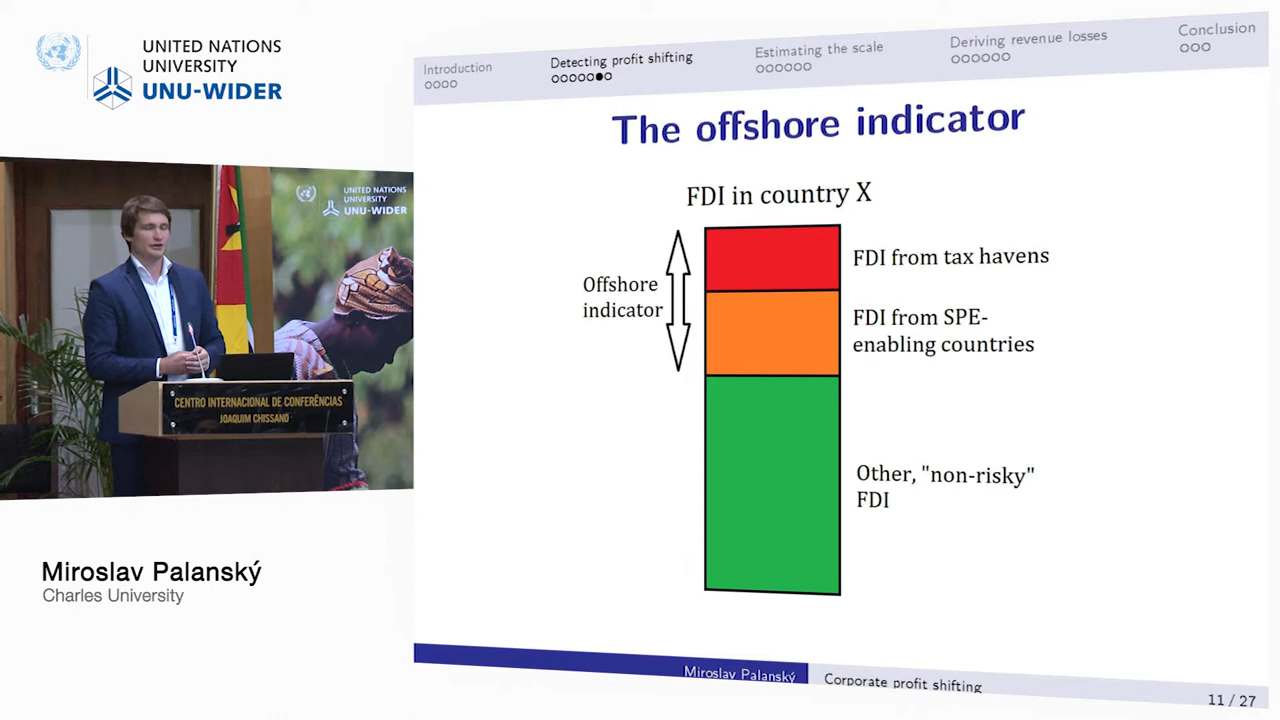 UNITED NATIONS
UNIVERSITY
UNU-WIDER
UNITED NATIONS
UNIVERSITY
UNU-WIDER
CENTRO INTERNACIONAL DE CONFERÊNCIAS
JOAQUIM CHISSANO
Miroslav Palanský
Charles University
Introduction
Detecting profit shifting
Estimating the scale
Deriving revenue losses
Conclusion
The offshore indicator
FDI in country X
Offshore
indicator
FDI from tax havens
FDI from SPE-
enabling countries
Other, "non-risky"
FDI
Miroslav Palanský
Corporate profit shifting
11 / 27